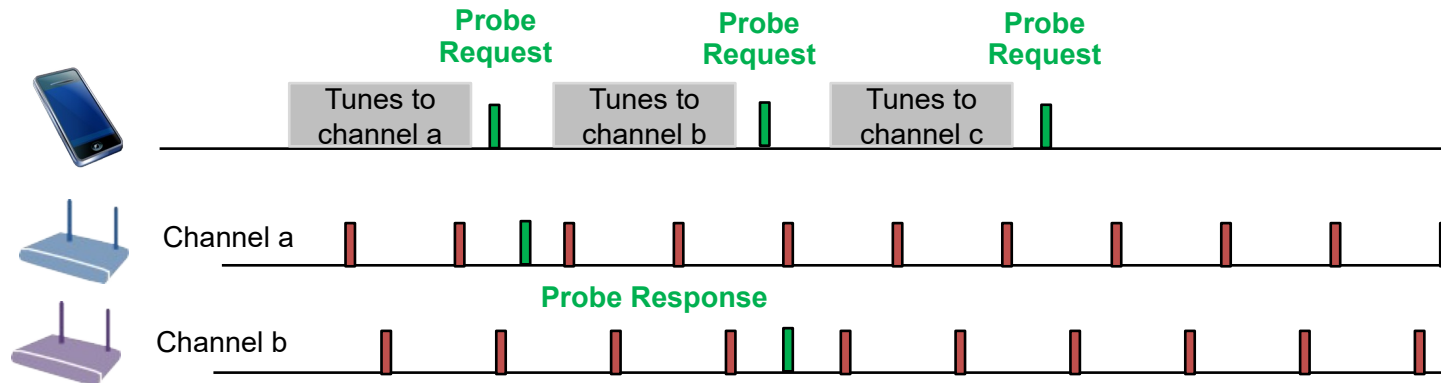 Probe
Request
Probe
Request
Probe
Request
Tunes to
channel a
Tunes to
channel b
Tunes to
channel c
Channel a
Probe Response
Channel b